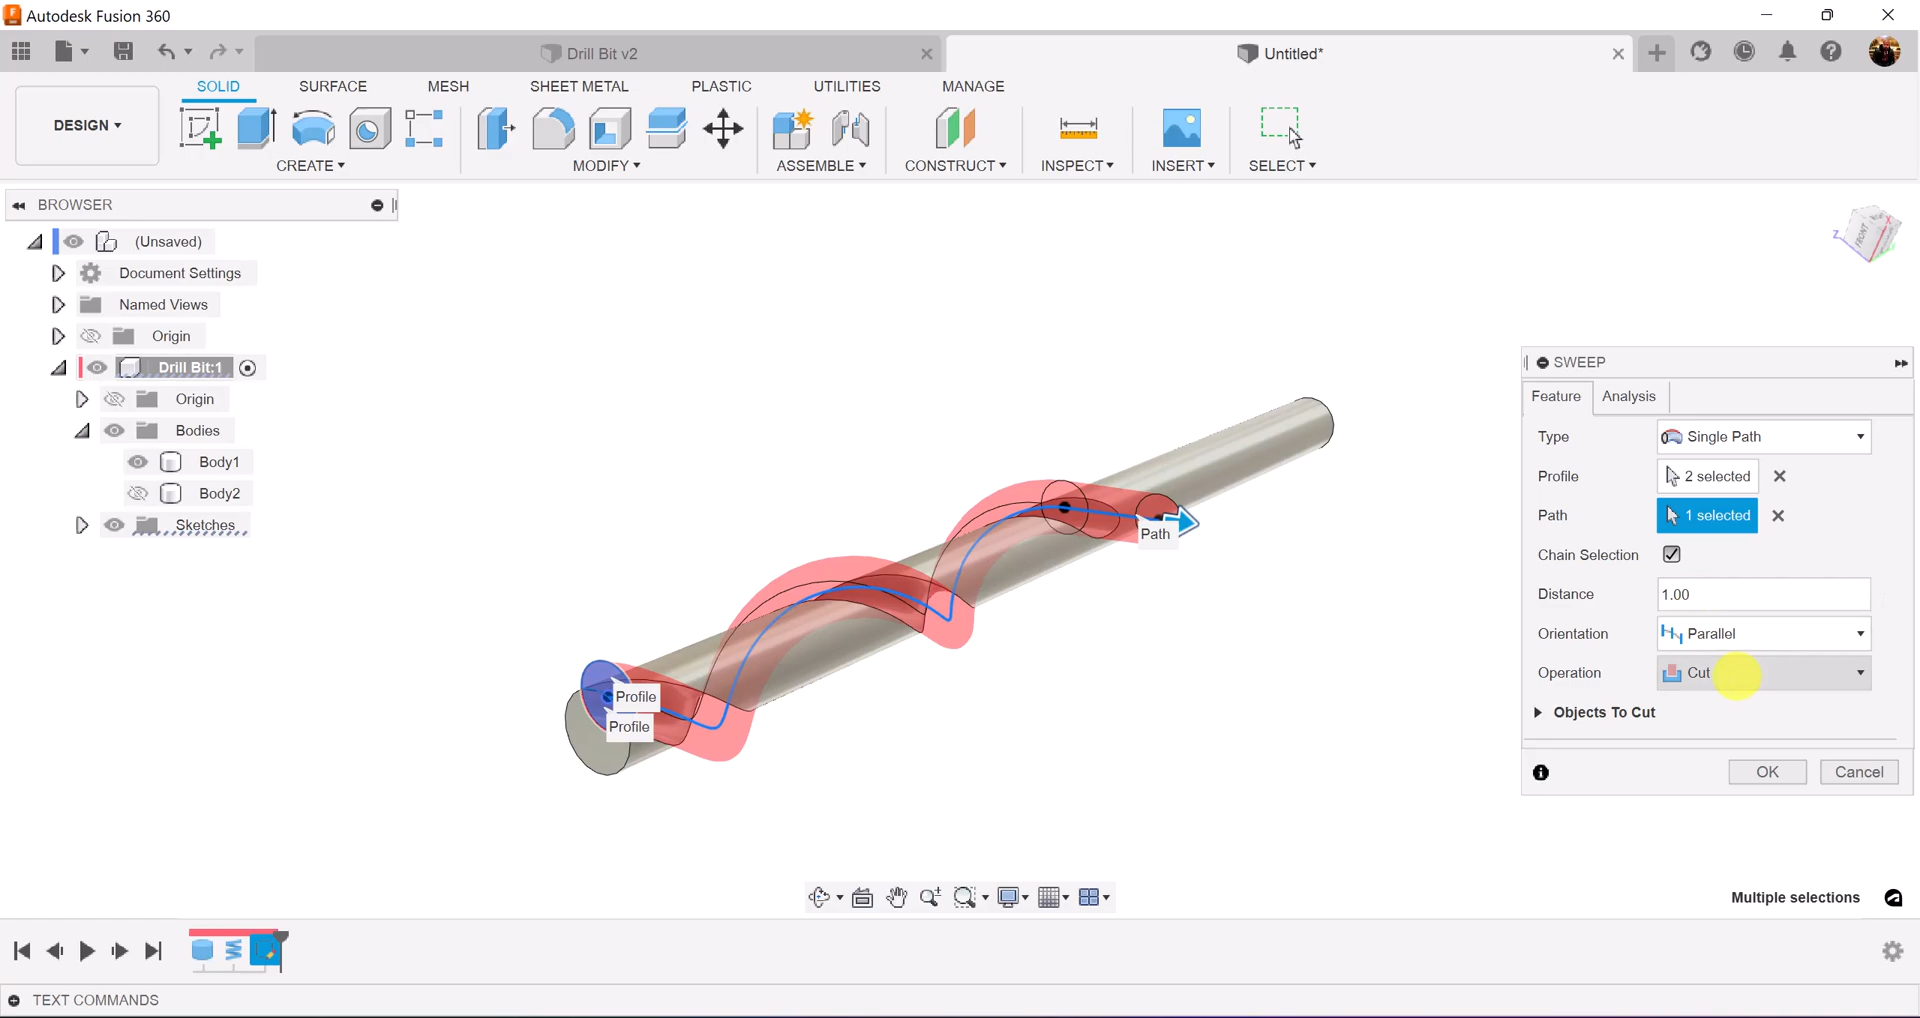 Autodesk Fusion 360
Drill Bit v2
Untitled*
SOLID SURFACE MESH SHEET METAL PLASTIC UTILITIES MANAGE
DESIGN
CREATE MODIFY ASSEMBLE CONSTRUCT INSPECT INSERT SELECT
BROWSER
(Unsaved)
Document Settings
Named Views
Origin
Drill Bit:1
Origin
Bodies
Body1
Body2
Sketches
Z
FRONT
Path
Profile
Profile
SWEEP
Feature Analysis
Type Single Path
Profile 2 selected
Path 1 selected
Chain Selection
Distance 1.00
Orientation Parallel
Operation Cut
Objects To Cut
OK Cancel
Multiple selections
TEXT COMMANDS